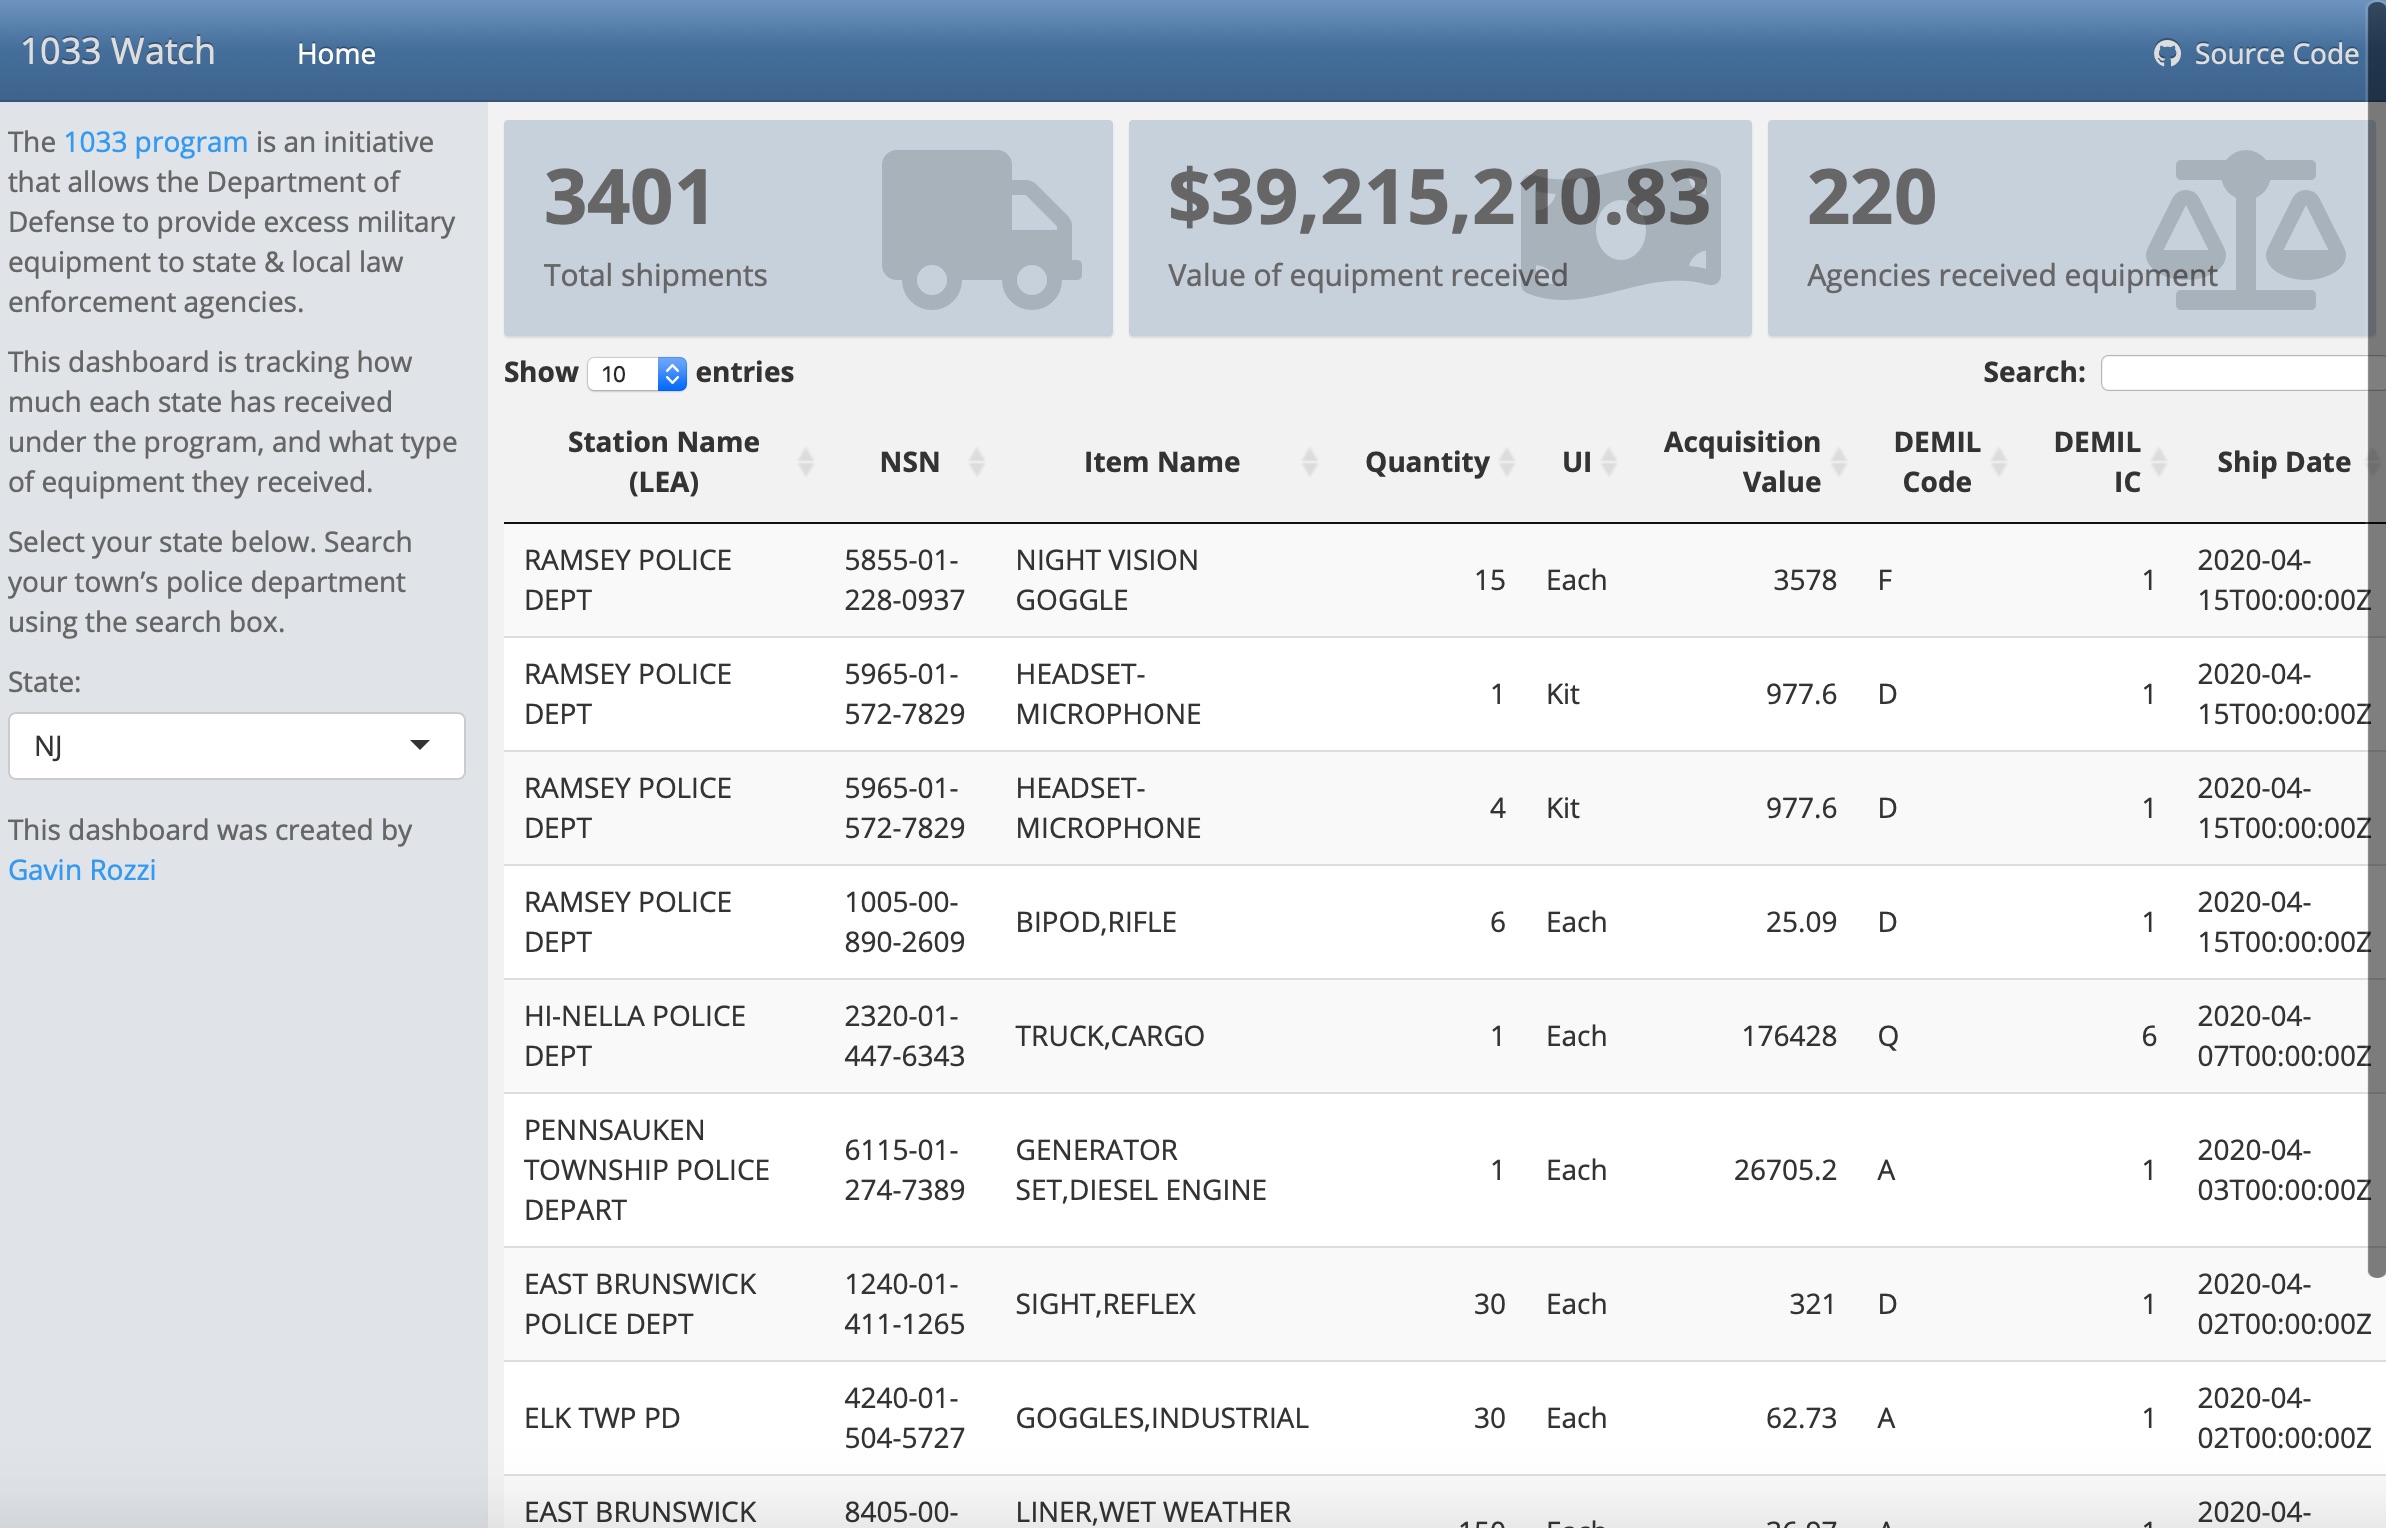 1033 Watch Home Source Code
The 1033 program is an initiative
that allows the Department of
Defense to provide excess military
equipment to state & local law
enforcement agencies.
This dashboard is tracking how
much each state has received
under the program, and what type
of equipment they received.
Select your state below. Search
your town’s police department
using the search box.
State:
NJ
This dashboard was created by
Gavin Rozzi
3401
Total shipments
$39,215,210.83
Value of equipment received
220
Agencies received equipment
Show 10 entries Search:
Station Name
(LEA)
NSN
Item Name
Quantity
UI
Acquisition
Value
DEMIL
Code
DEMIL
IC
Ship Date
RAMSEY POLICE
DEPT
5855-01-
228-0937
NIGHT VISION
GOGGLE
15
Each
3578
F
1
2020-04-
15T00:00:00Z
RAMSEY POLICE
DEPT
5965-01-
572-7829
HEADSET-
MICROPHONE
1
Kit
977.6
D
1
2020-04-
15T00:00:00Z
RAMSEY POLICE
DEPT
5965-01-
572-7829
HEADSET-
MICROPHONE
4
Kit
977.6
D
1
2020-04-
15T00:00:00Z
RAMSEY POLICE
DEPT
1005-00-
890-2609
BIPOD,RIFLE
6
Each
25.09
D
1
2020-04-
15T00:00:00Z
HI-NELLA POLICE
DEPT
2320-01-
447-6343
TRUCK,CARGO
1
Each
176428
Q
6
2020-04-
07T00:00:00Z
PENNSAUKEN
TOWNSHIP POLICE
DEPART
6115-01-
274-7389
GENERATOR
SET,DIESEL ENGINE
1
Each
26705.2
A
1
2020-04-
03T00:00:00Z
EAST BRUNSWICK
POLICE DEPT
1240-01-
411-1265
SIGHT,REFLEX
30
Each
321
D
1
2020-04-
02T00:00:00Z
ELK TWP PD
4240-01-
504-5727
GOGGLES,INDUSTRIAL
30
Each
62.73
A
1
2020-04-
02T00:00:00Z
EAST BRUNSWICK
8405-00-
LINER,WET WEATHER
2020-04-